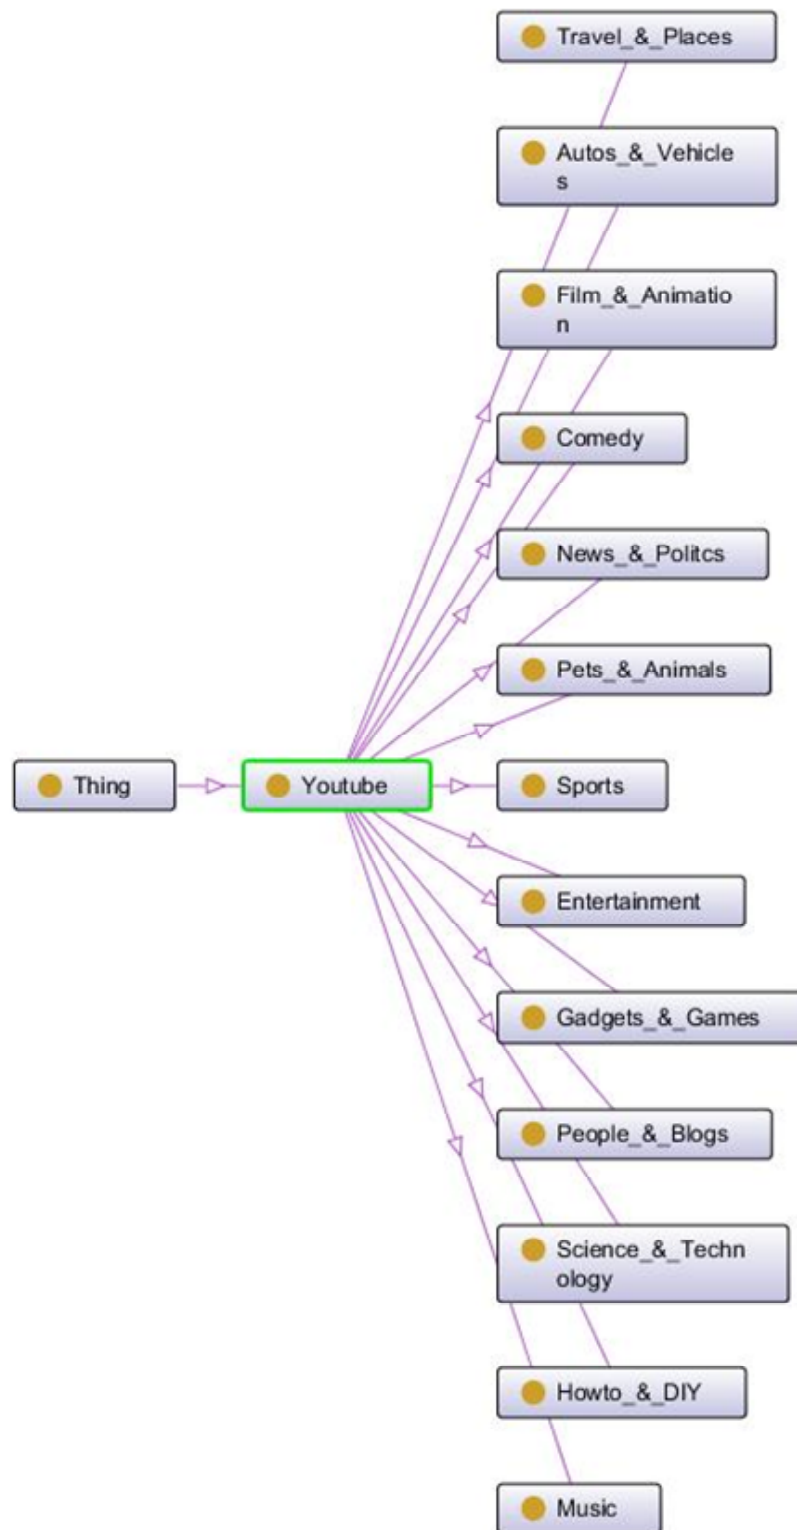 Travel_&_Places
Autos_&_Vehicle
s
Film_&_Animatio
n
Comedy
News_&_Politcs
Pets_&_Animals
Thing
Youtube
Sports
Entertainment
Gadgets_&_Games
People_&_Blogs
Science_&_Techn
ology
Howto_&_DIY
Music